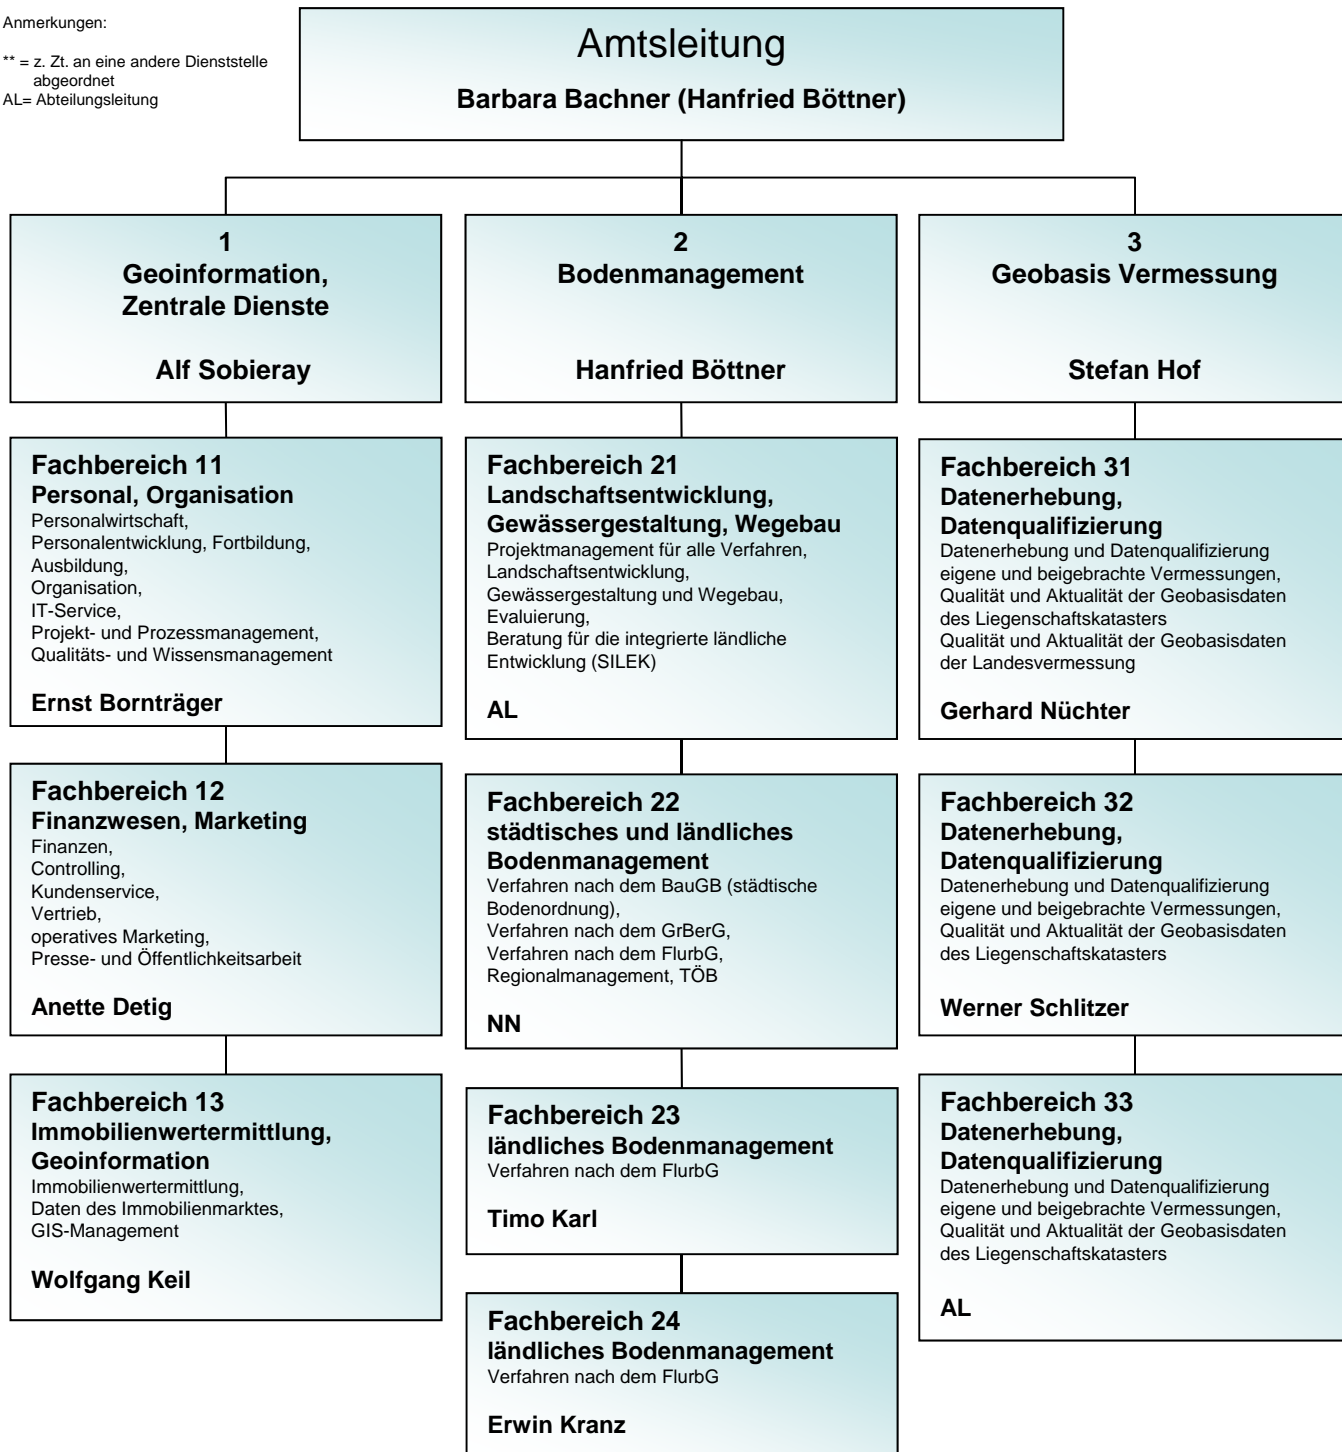 Anmerkungen:
** = z. Zt. an eine andere Dienststelle
abgeordnet
AL= Abteilungsleitung
Amtsleitung
Barbara Bachner (Hanfried Böttner)
1
Geoinformation,
Zentrale Dienste
Alf Sobieray
2
Bodenmanagement
Hanfried Böttner
3
Geobasis Vermessung
Stefan Hof
Fachbereich 11
Personal, Organisation
Personalwirtschaft,
Personalentwicklung, Fortbildung,
Ausbildung,
Organisation,
IT-Service,
Projekt- und Prozessmanagement,
Qualitäts- und Wissensmanagement
Ernst Bornträger
Fachbereich 12
Finanzwesen, Marketing
Finanzen,
Controlling,
Kundenservice,
Vertrieb,
operatives Marketing,
Presse- und Öffentlichkeitsarbeit
Anette Detig
Fachbereich 13
Immobilienwertermittlung,
Geoinformation
Immobilienwertermittlung,
Daten des Immobilienmarktes,
GIS-Management
Wolfgang Keil
Fachbereich 21
Landschaftsentwicklung,
Gewässergestaltung, Wegebau
Projektmanagement für alle Verfahren,
Landschaftsentwicklung,
Gewässergestaltung und Wegebau,
Evaluierung,
Beratung für die integrierte ländliche
Entwicklung (SILEK)
AL
Fachbereich 22
städtisches und ländliches
Bodenmanagement
Verfahren nach dem BauGB (städtische
Bodenordnung),
Verfahren nach dem GrBerG,
Verfahren nach dem FlurbG,
Regionalmanagement, TÖB
NN
Fachbereich 23
ländliches Bodenmanagement
Verfahren nach dem FlurbG
Timo Karl
Fachbereich 24
ländliches Bodenmanagement
Verfahren nach dem FlurbG
Erwin Kranz
Fachbereich 31
Datenerhebung,
Datenqualifizierung
Datenerhebung und Datenqualifizierung
eigene und beigebrachte Vermessungen,
Qualität und Aktualität der Geobasisdaten
des Liegenschaftskatasters
Qualität und Aktualität der Geobasisdaten
der Landesvermessung
Gerhard Nüchter
Fachbereich 32
Datenerhebung,
Datenqualifizierung
Datenerhebung und Datenqualifizierung
eigene und beigebrachte Vermessungen,
Qualität und Aktualität der Geobasisdaten
des Liegenschaftskatasters
Werner Schlitzer
Fachbereich 33
Datenerhebung,
Datenqualifizierung
Datenerhebung und Datenqualifizierung
eigene und beigebrachte Vermessungen,
Qualität und Aktualität der Geobasisdaten
des Liegenschaftskatasters
AL